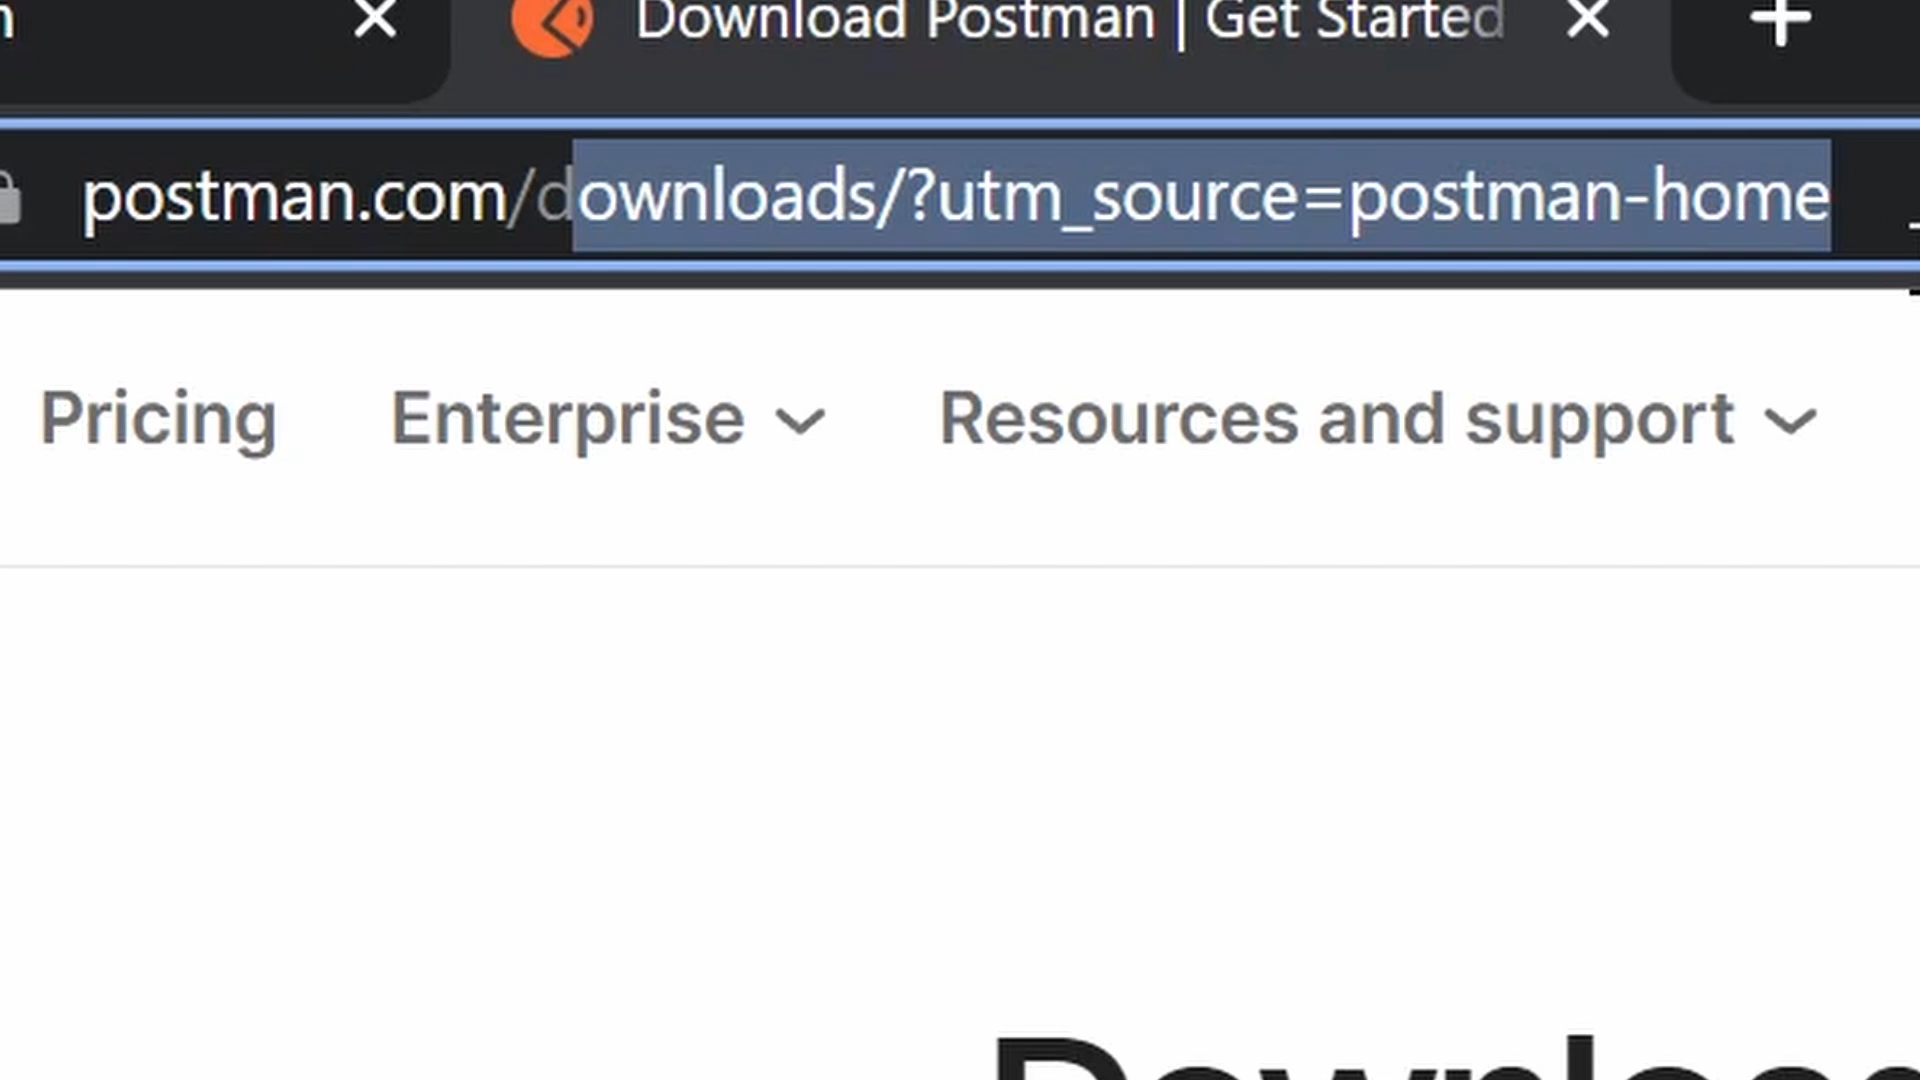 Download Postman | Get Started
postman.com/downloads/?utm_source=postman-home
Pricing Enterprise Resources and support